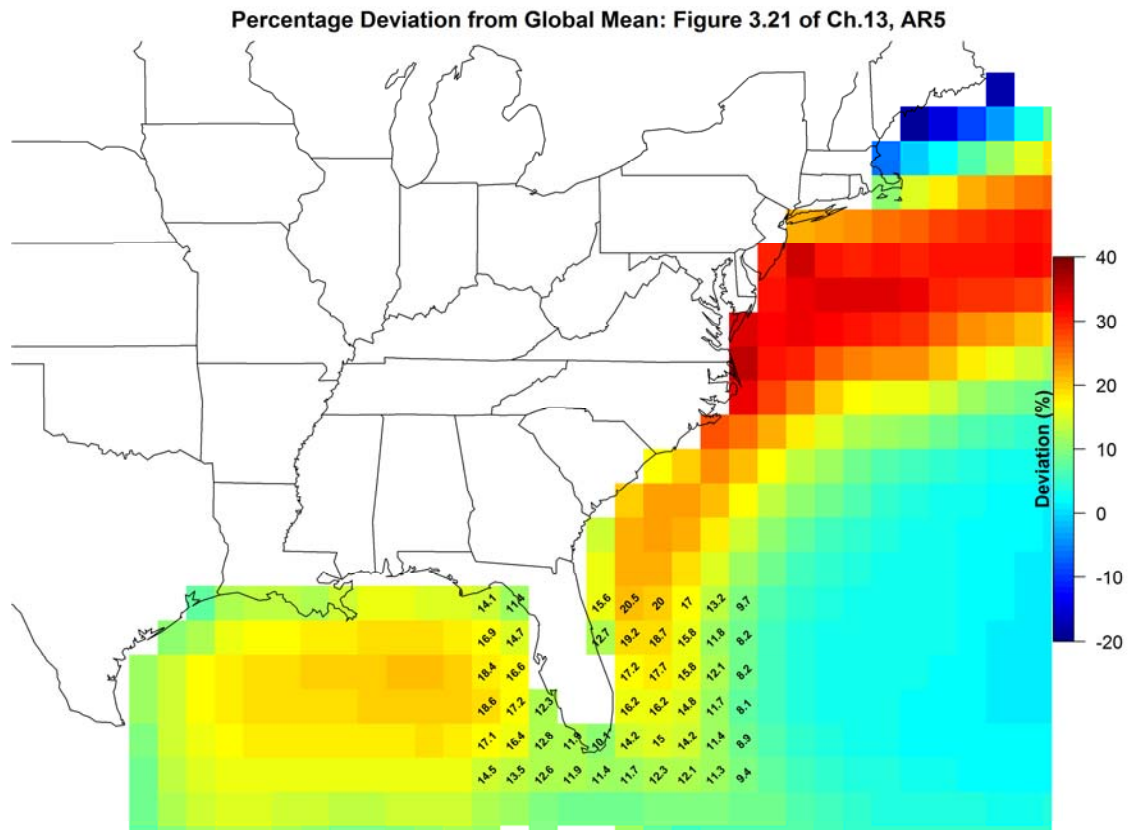 Percentage Deviation from Global Mean: Figure 3.21 of Ch.13, AR5
40
30
20
10
0
-10
-20
Deviation (%)
14.1 11.4 15.6 20.5 20 17 13.2 9.7
16.9 14.7 12.7 19.2 18.7 15.8 11.8 8.2
18.4 16.6 17.2 17.7 15.8 12.1 8.2
18.6 17.2 12.3 16.2 16.2 14.8 11.7 8.1
17.1 16.4 12.8 11.9 10.1 14.2 15 14.2 11.4 8.9
14.5 13.5 12.6 11.9 11.4 11.7 12.3 12.1 11.3 9.4